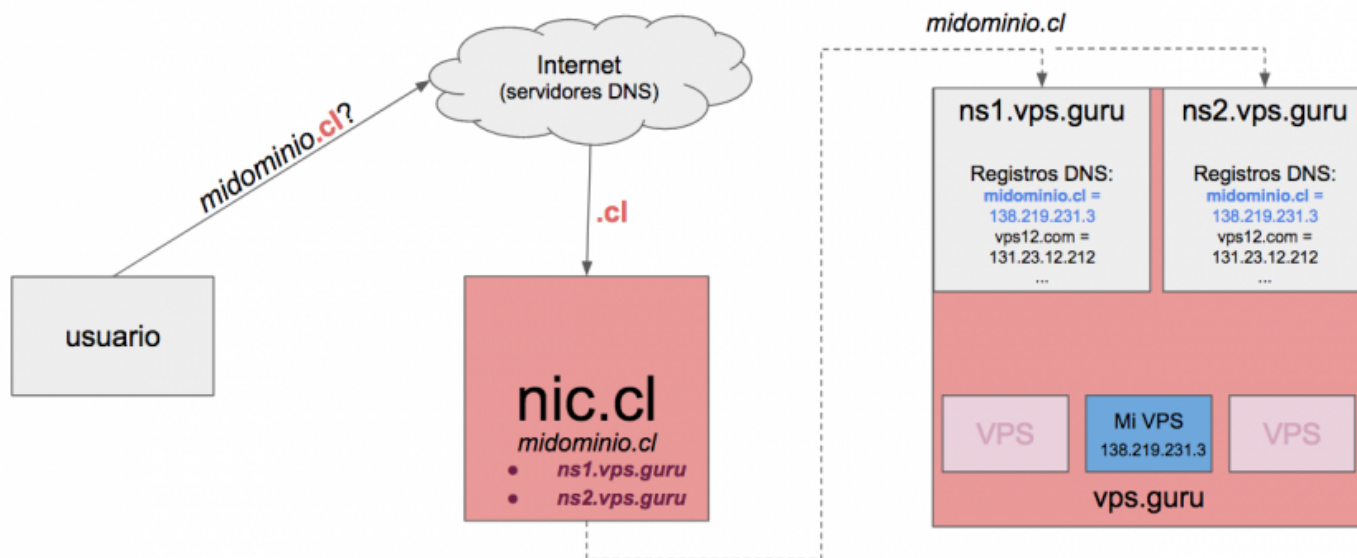 midominio.cl?
Internet
(servidores DNS)
.cl
usuario
nic.cl
midominio.cl
● ns1.vps.guru
● ns2.vps.guru
midominio.cl
ns1.vps.guru
Registros DNS:
midominio.cl =
138.219.231.3
vps12.com =
131.23.12.212
...
ns2.vps.guru
Registros DNS:
midominio.cl =
138.219.231.3
vps12.com =
131.23.12.212
...
VPS
Mi VPS
138.219.231.3
VPS
vps.guru